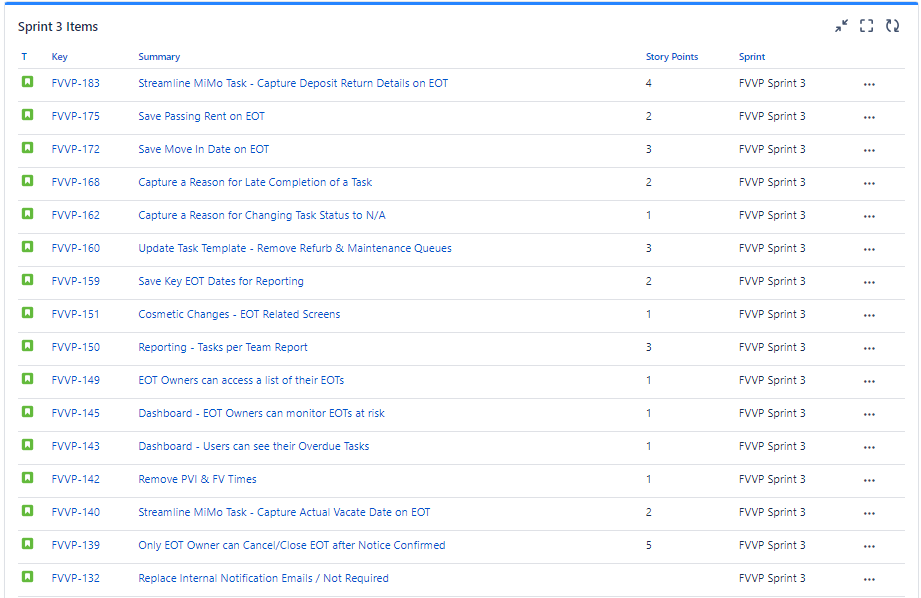 Sprint 3 Items
T Key Summary Story Points Sprint
FVVP-183 Streamline MiMo Task - Capture Deposit Return Details on EOT 4 FVVP Sprint 3
FVVP-175 Save Passing Rent on EOT 2 FVVP Sprint 3
FVVP-172 Save Move In Date on EOT 3 FVVP Sprint 3
FVVP-168 Capture a Reason for Late Completion of a Task 2 FVVP Sprint 3
FVVP-162 Capture a Reason for Changing Task Status to N/A 1 FVVP Sprint 3
FVVP-160 Update Task Template - Remove Refurb & Maintenance Queues 3 FVVP Sprint 3
FVVP-159 Save Key EOT Dates for Reporting 2 FVVP Sprint 3
FVVP-151 Cosmetic Changes - EOT Related Screens 1 FVVP Sprint 3
FVVP-150 Reporting - Tasks per Team Report 3 FVVP Sprint 3
FVVP-149 EOT Owners can access a list of their EOTs 1 FVVP Sprint 3
FVVP-145 Dashboard - EOT Owners can monitor EOTs at risk 1 FVVP Sprint 3
FVVP-143 Dashboard - Users can see their Overdue Tasks 1 FVVP Sprint 3
FVVP-142 Remove PVI & FV Times 1 FVVP Sprint 3
FVVP-140 Streamline MiMo Task - Capture Actual Vacate Date on EOT 2 FVVP Sprint 3
FVVP-139 Only EOT Owner can Cancel/Close EOT after Notice Confirmed 5 FVVP Sprint 3
FVVP-132 Replace Internal Notification Emails / Not Required FVVP Sprint 3